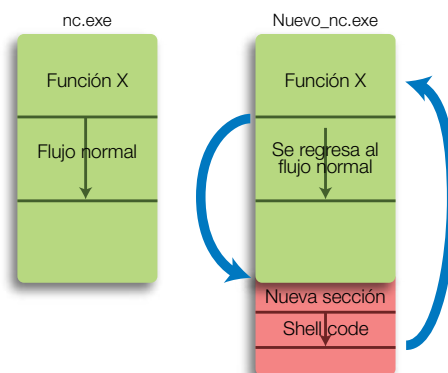 nc.exe
Función X
Flujo normal
Nuevo_nc.exe
Función X
Se regresa al
flujo normal
Nueva sección
Shell code